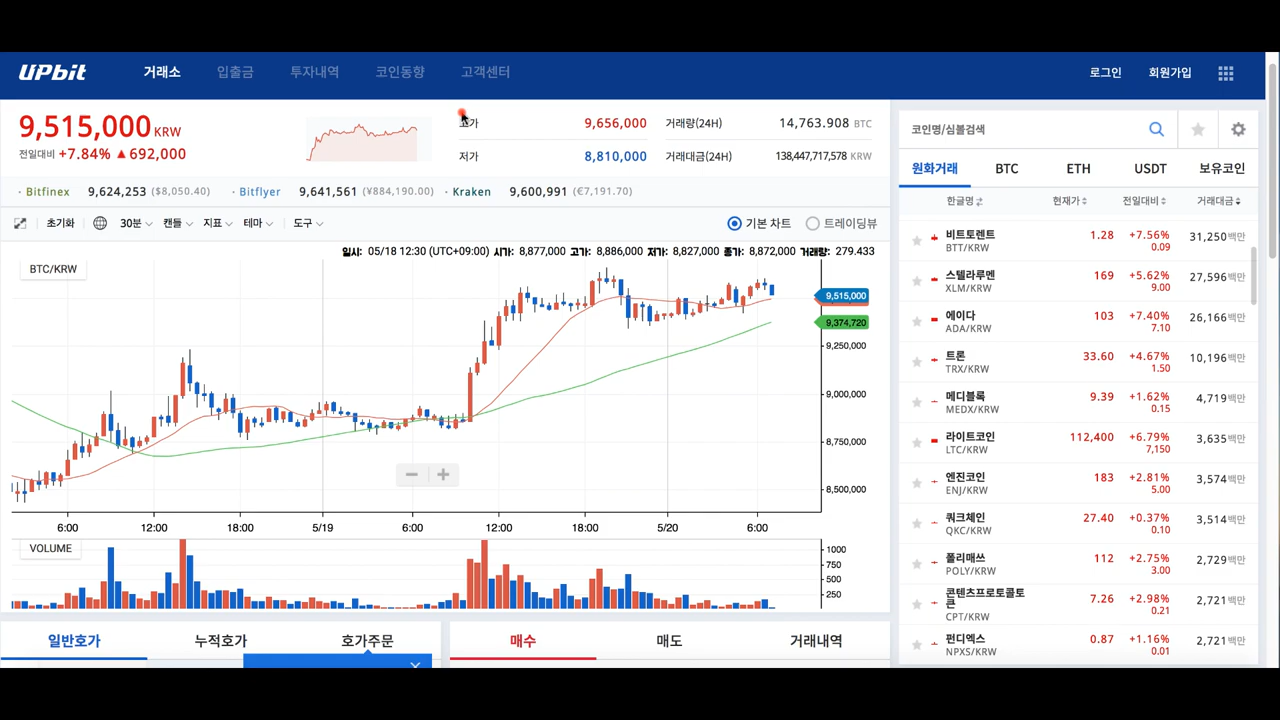 UPbit 거래소 입출금 투자내역 코인동향 고객센터 로그인 회원가입
9,515,000 KRW
전일대비 +7.84% ▲ 692,000
고가 9,656,000 거래량(24H) 14,763.908 BTC
저가 8,810,000 거래대금(24H) 138,447,717,578 KRW
· Bitfinex 9,624,253 ($8,050.40) · Bitflyer 9,641,561 (¥884,190.00) · Kraken 9,600,991 (€7,191.70)
초기화 30분 캔들 지표 테마 도구 기본 차트 트레이딩뷰
일시: 05/18 12:30 (UTC+09:00) 시가: 8,877,000 고가: 8,886,000 저가: 8,827,000 종가: 8,872,000 거래량: 279.433
BTC/KRW
9,515,000
9,374,720
9,250,000
9,000,000
8,750,000
8,500,000
6:00 12:00 18:00 5/19 6:00 12:00 18:00 5/20 6:00
VOLUME
1000
750
500
250
0
일반호가 누적호가 호가주문 매수 매도 거래내역
코인명/심볼검색
원화거래 BTC ETH USDT 보유코인
한글명 현재가 전일대비 거래대금
비트토렌트 1.28 +7.56% 31,250백만
BTT/KRW 0.09
스텔라루멘 169 +5.62% 27,596백만
XLM/KRW 9.00
에이다 103 +7.40% 26,166백만
ADA/KRW 7.10
트론 33.60 +4.67% 10,196백만
TRX/KRW 1.50
메디블록 9.39 +1.62% 4,719백만
MEDX/KRW 0.15
라이트코인 112,400 +6.79% 3,635백만
LTC/KRW 7,150
엔진코인 183 +2.81% 3,574백만
ENJ/KRW 5.00
쿼크체인 27.40 +0.37% 3,514백만
QKC/KRW 0.10
폴리매쓰 112 +2.75% 2,729백만
POLY/KRW 3.00
콘텐츠프로토콜토
큰 7.26 +2.98% 2,721백만
CPT/KRW 0.21
펀디엑스 0.87 +1.16% 2,721백만
NPXS/KRW 0.01